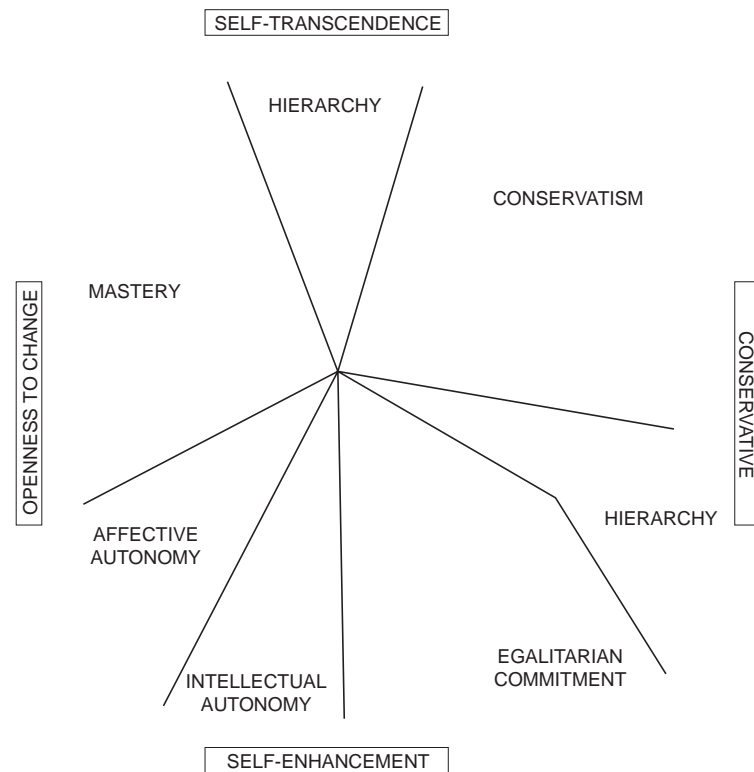 SELF-TRANSCENDENCE
HIERARCHY
CONSERVATISM
MASTERY
OPENNESS TO CHANGE
CONSERVATIVE
HIERARCHY
AFFECTIVE
AUTONOMY
EGALITARIAN
COMMITMENT
INTELLECTUAL
AUTONOMY
SELF-ENHANCEMENT